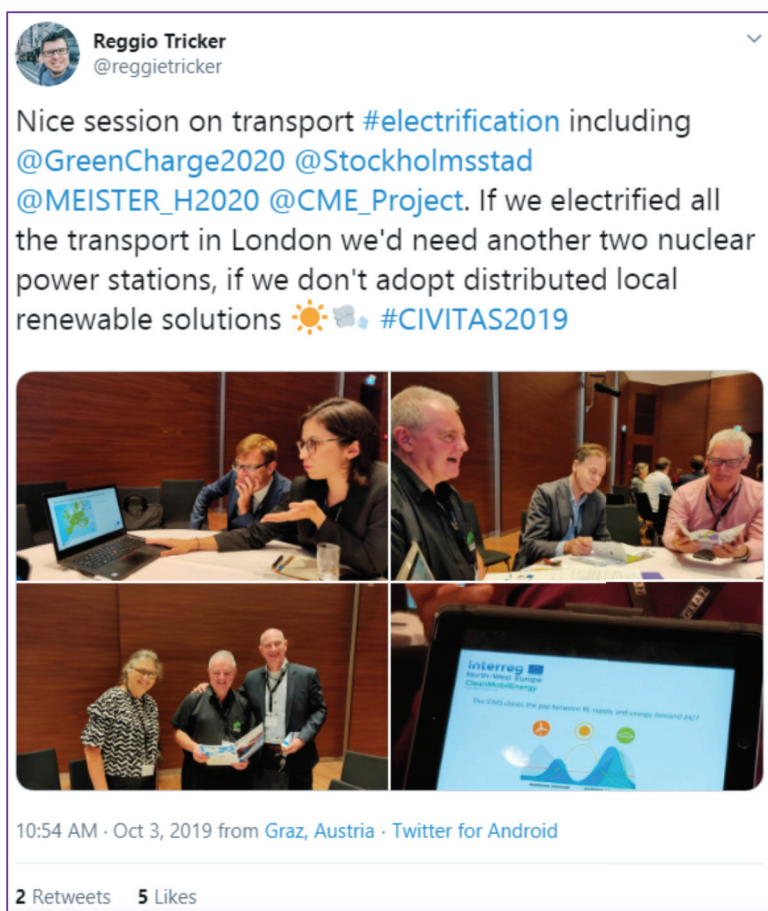 Reggio Tricker
@reggietricker
Nice session on transport #electrification including
@GreenCharge2020 @Stockholmsstad
@MEISTER_H2020 @CME_Project. If we electrified all
the transport in London we'd need another two nuclear
power stations, if we don't adopt distributed local
renewable solutions ☀️🌬️ #CIVITAS2019
GRAZ
Interreg
North-West Europe
CleanMobilEnergy
closes the gap between RE supply and energy demand 24/7
10:54 AM · Oct 3, 2019 from Graz, Austria · Twitter for Android
2 Retweets 5 Likes